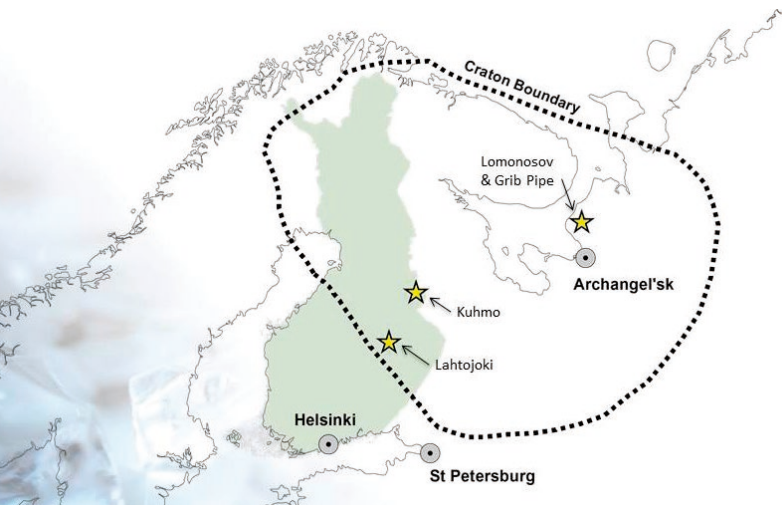 Craton Boundary
Lomonosov
& Grib Pipe
Archangel'sk
Kuhmo
Lahtojoki
Helsinki
St Petersburg